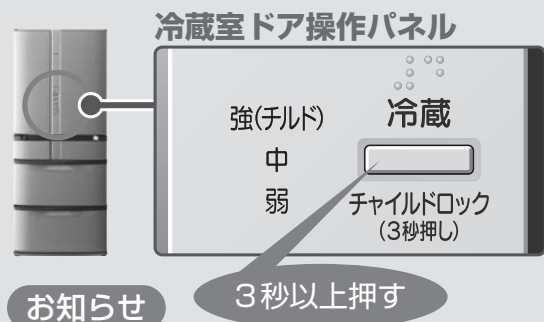 冷蔵室ドア操作パネル
強(チルド)
中
弱
冷蔵
チャイルドロック
(3秒押し)
3秒以上押す
お知らせ